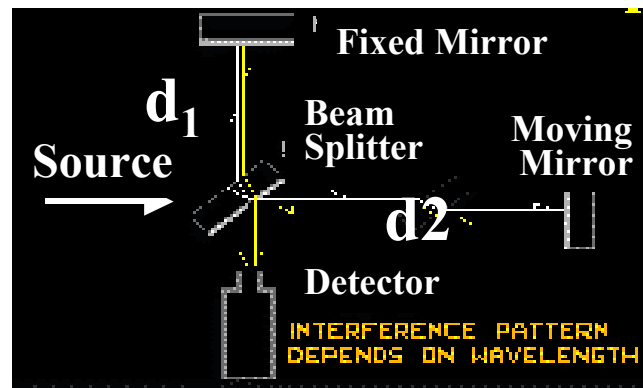 Fixed Mirror
d1
Beam
Splitter
Moving
Mirror
Source
d2
Detector
INTERFERENCE PATTERN
DEPENDS ON WAVELENGTH